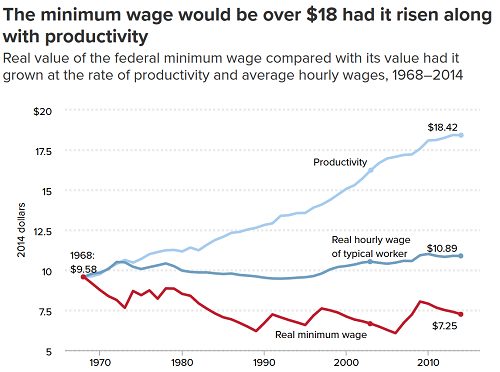 The minimum wage would be over $18 had it risen along
with productivity
Real value of the federal minimum wage compared with its value had it
grown at the rate of productivity and average hourly wages, 1968–2014
$20
17.5
15
12.5
10
7.5
5
2014 dollars
1968:
$9.58
Productivity
$18.42
Real hourly wage
of typical worker
$10.89
Real minimum wage
$7.25
1970
1980
1990
2000
2010